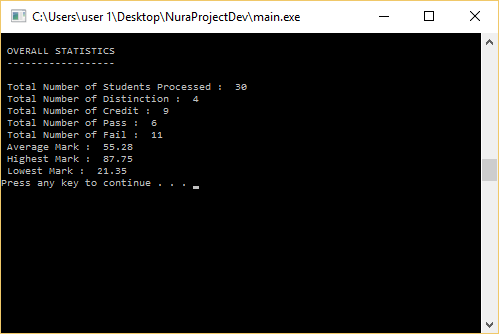 C:\Users\user 1\Desktop\NuraProjectDev\main.exe
OVERALL STATISTICS
------------------
Total Number of Students Processed :  30
Total Number of Distinction :  4
Total Number of Credit :  9
Total Number of Pass :  6
Total Number of Fail :  11
Average Mark :  55.28
Highest Mark :  87.75
Lowest Mark :  21.35
Press any key to continue . . .